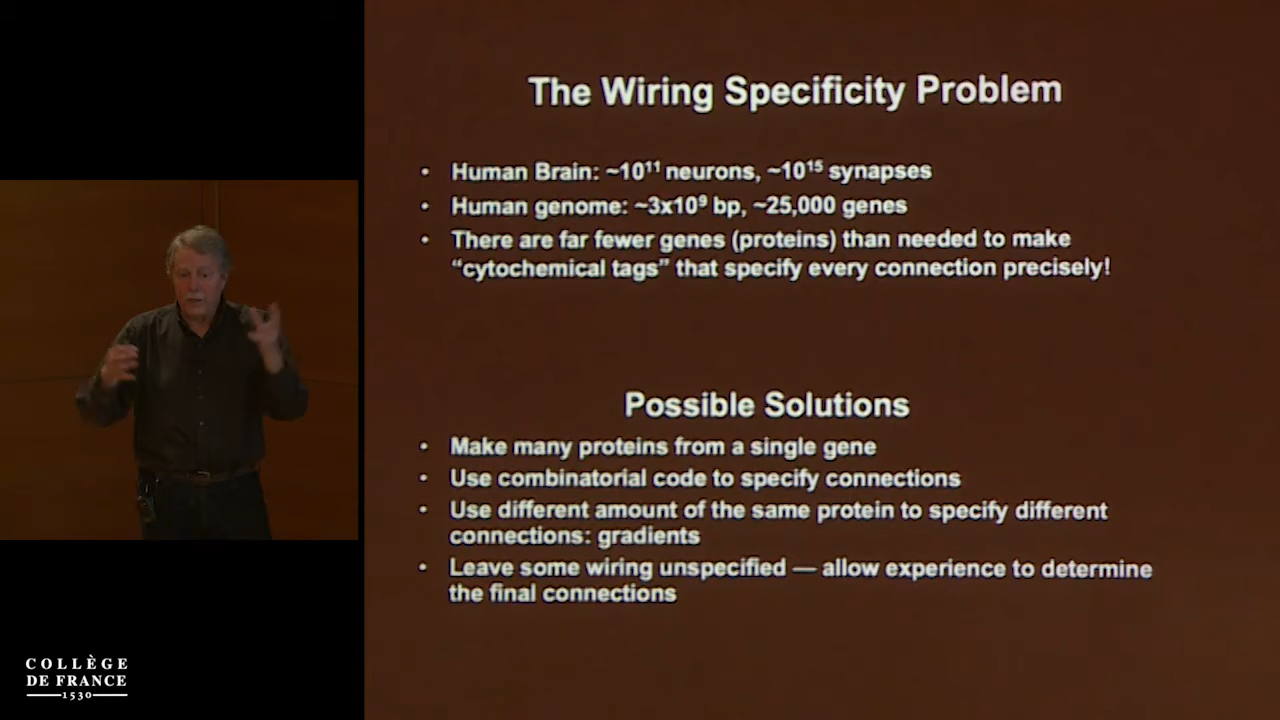 The Wiring Specificity Problem
• Human Brain: ~10¹¹ neurons, ~10¹⁵ synapses
• Human genome: ~3x10⁹ bp, ~25,000 genes
• There are far fewer genes (proteins) than needed to make
“cytochemical tags” that specify every connection precisely!
Possible Solutions
• Make many proteins from a single gene
• Use combinatorial code to specify connections
• Use different amount of the same protein to specify different
connections: gradients
• Leave some wiring unspecified — allow experience to determine
the final connections
COLLÈGE
DE FRANCE
1530